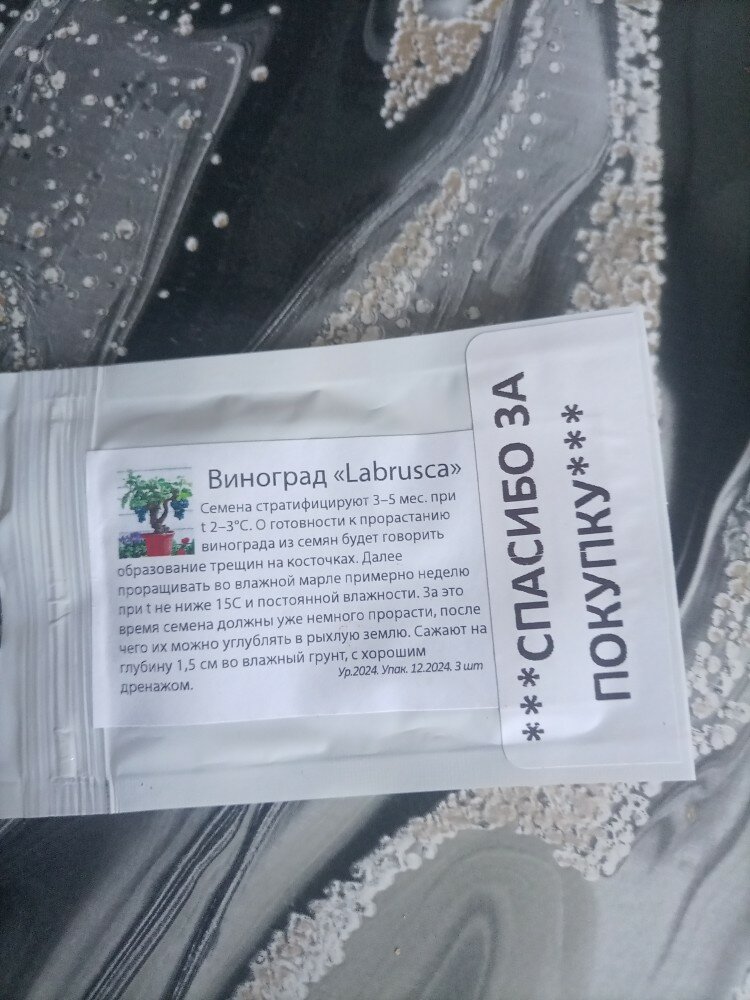 Виноград «Labrusca»
Семена стратифицируют 3–5 мес. при
t 2–3°C. О готовности к прорастанию
винограда из семян будет говорить
образование трещин на косточках. Далее
проращивать во влажной марле примерно неделю
при t не ниже 15С и постоянной влажности. За это
время семена должны уже немного прорасти, после
чего их можно углублять в рыхлую землю. Сажают на
глубину 1,5 см во влажный грунт, с хорошим
дренажом.
Ур.2024. Упак. 12.2024. 3 шт
***СПАСИБО ЗА
ПОКУПКУ***